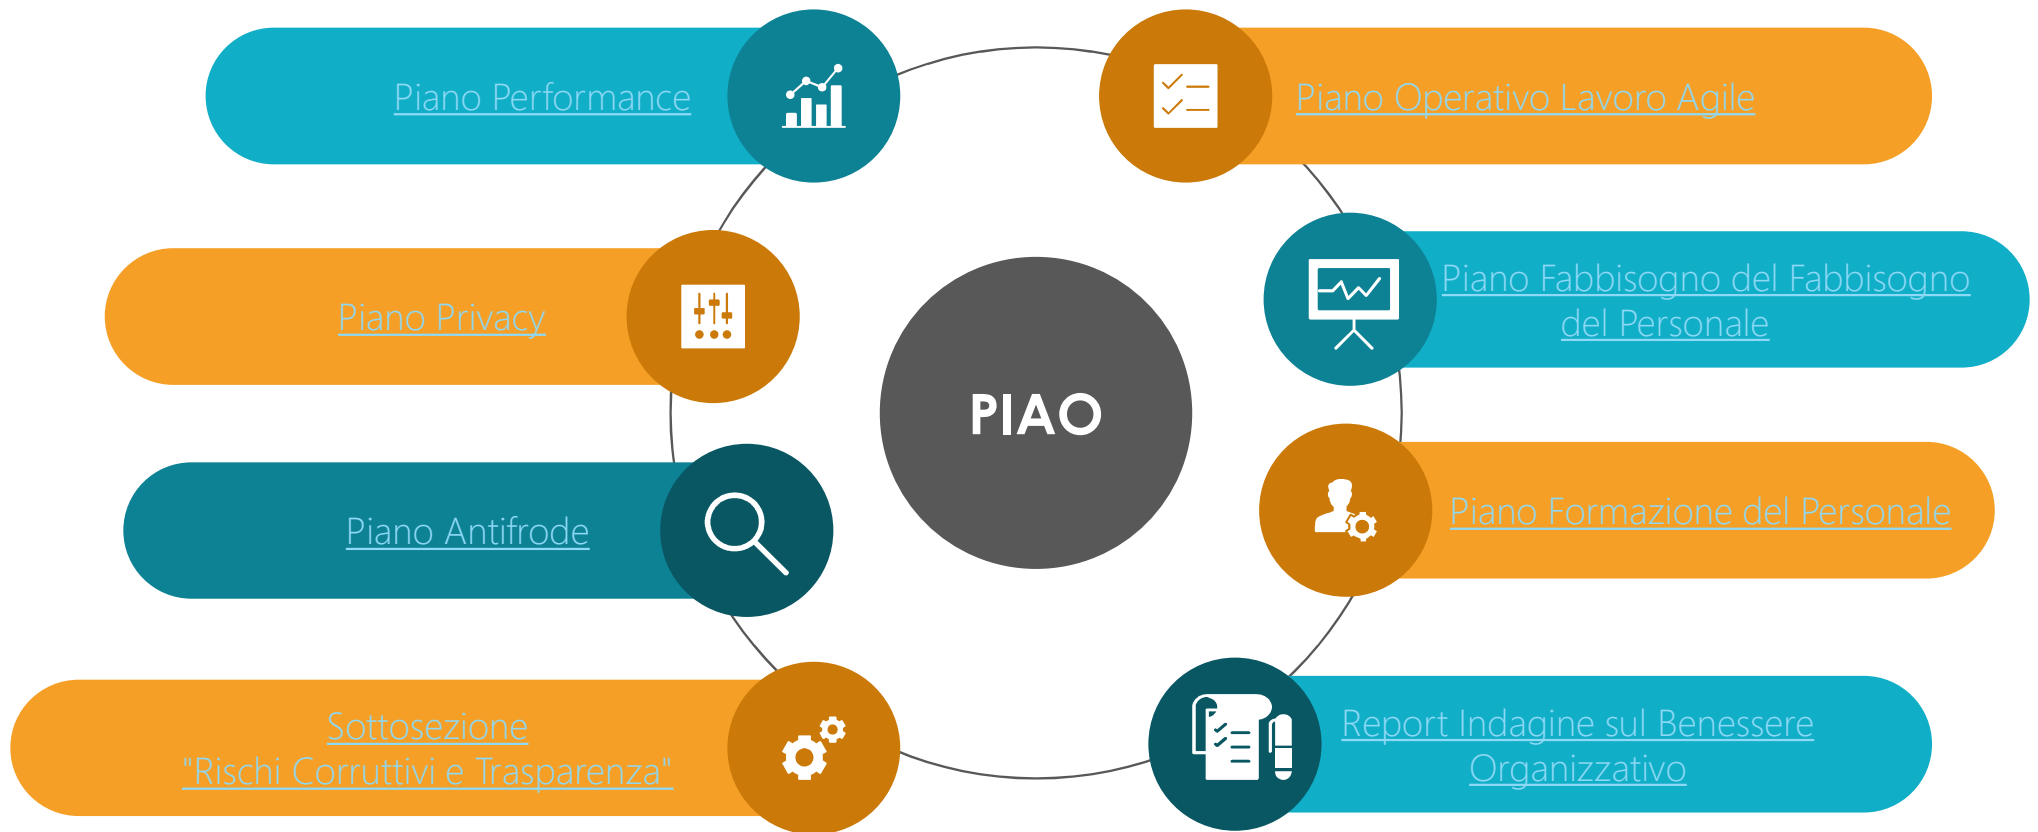 Piano Performance
Piano Privacy
Piano Antifrode
Sottosezione
"Rischi Corruttivi e Trasparenza"
PIAO
Piano Operativo Lavoro Agile
Piano Fabbisogno del Fabbisogno
del Personale
Piano Formazione del Personale
Report Indagine sul Benessere
Organizzativo